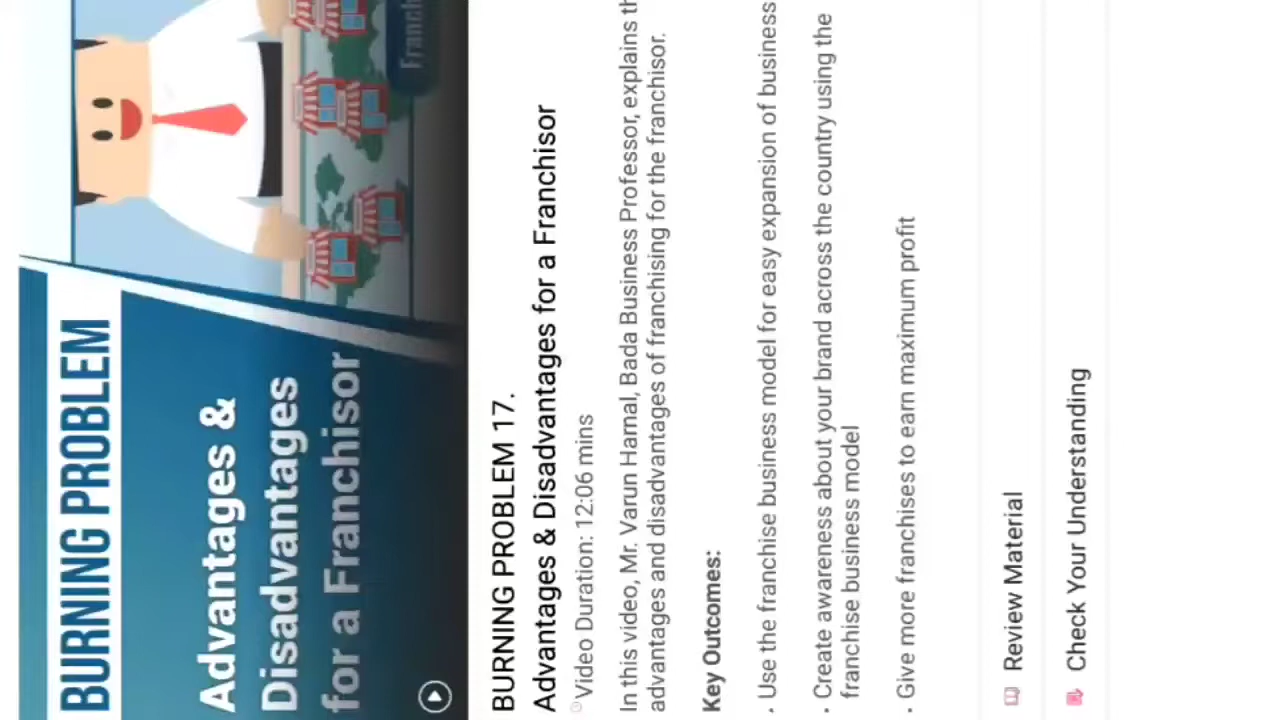 BURNING PROBLEM
Advantages &
Disadvantages
for a Franchisor
BURNING PROBLEM 17.
Advantages & Disadvantages for a Franchisor
Video Duration: 12:06 mins
In this video, Mr. Varun Hamal, Bada Business Professor, explains
advantages and disadvantages of franchising for the franchisor.
Key Outcomes:
• Use the franchise business model for easy expansion of business
• Create awareness about your brand across the country using the
franchise business model
• Give more franchises to earn maximum profit
Review Material
Check Your Understanding